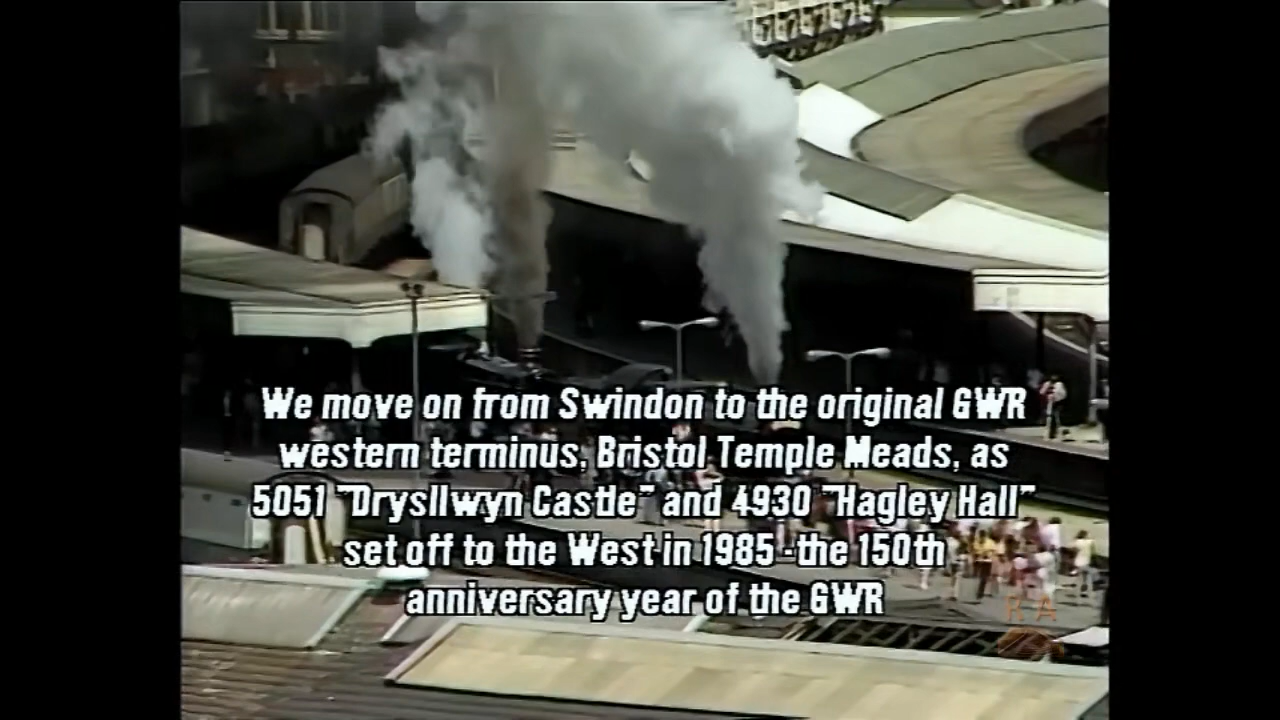 We move on from Swindon to the original GWR
western terminus, Bristol Temple Meads, as
5051 "Drysllwyn Castle" and 4930 "Hagley Hall"
set off to the West in 1985 -the 150th
anniversary year of the GWR
RA